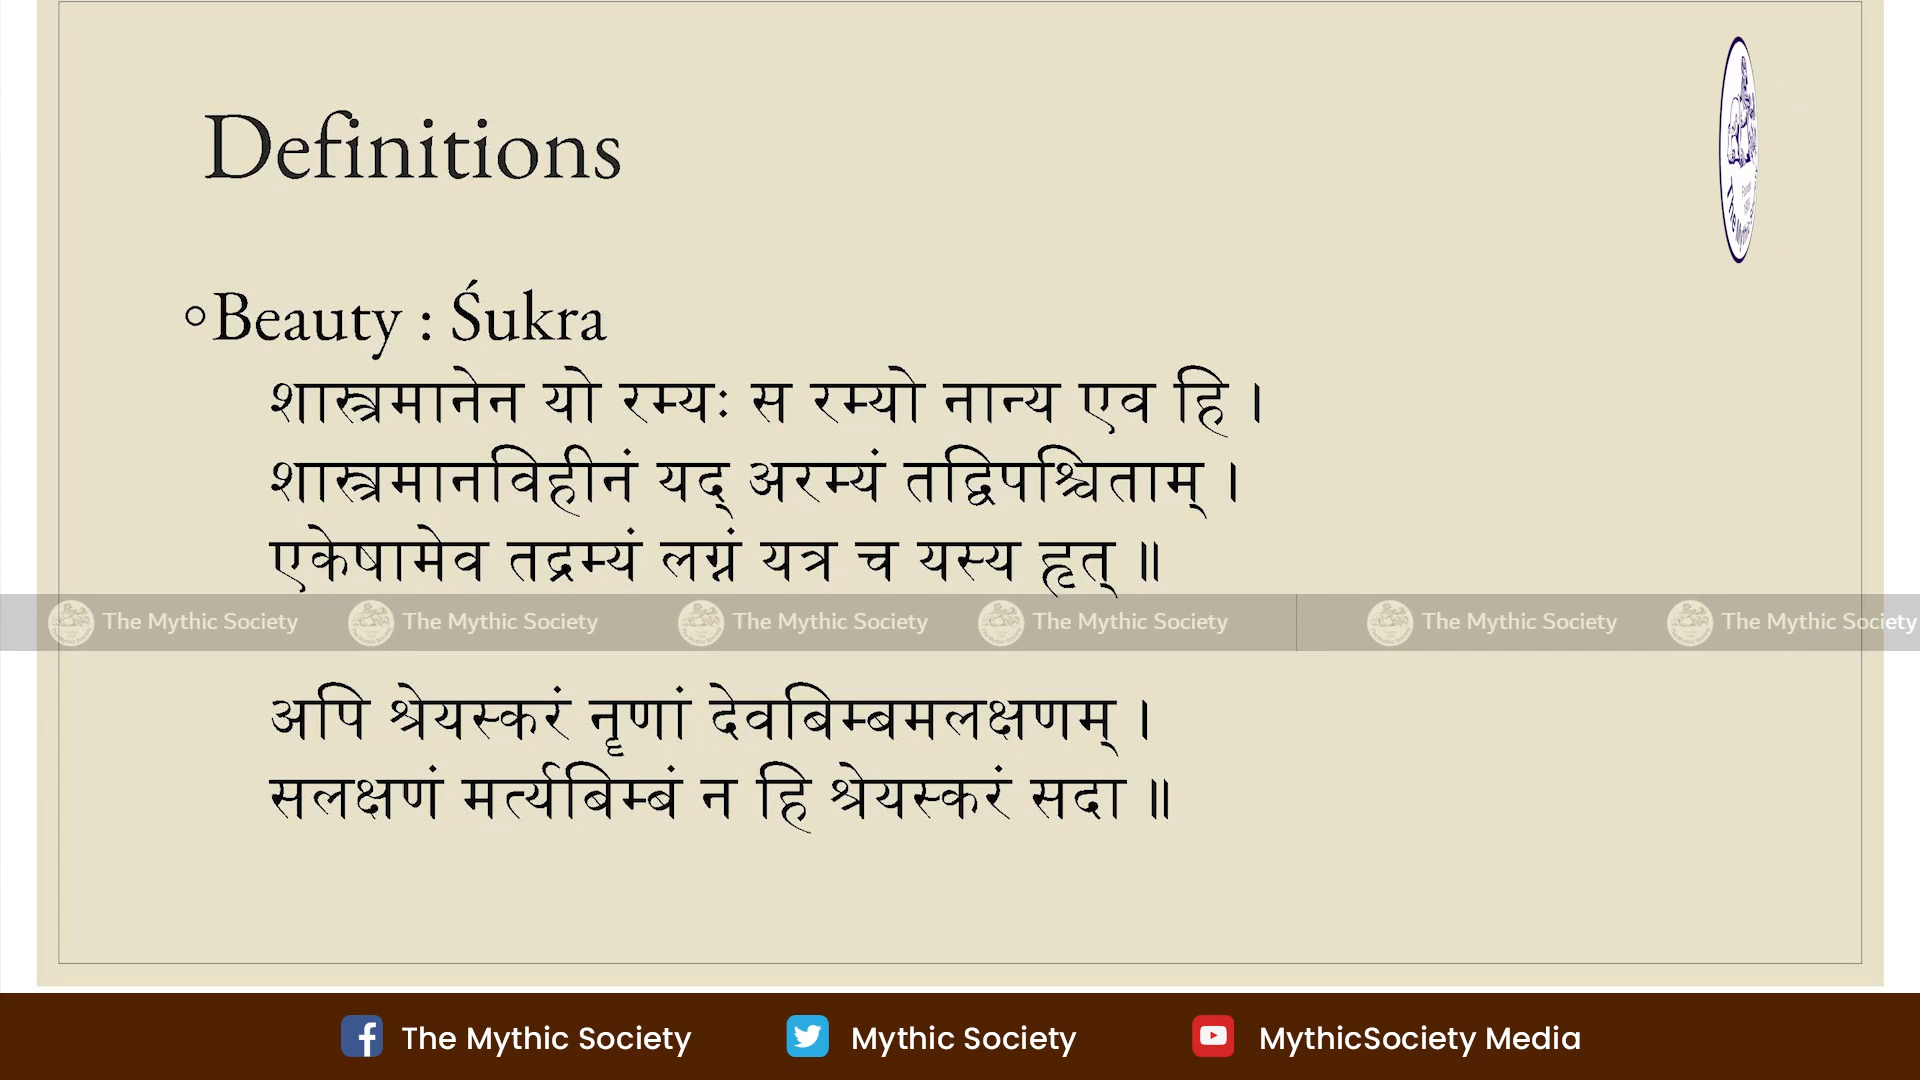 Definitions
◦Beauty : Śukra
शास्त्रमानेन यो रम्यः स रम्यो नान्य एव हि ।
शास्त्रमानविहीनं यद् अरम्यं तद्विपश्चिताम् ।
एकेषामेव तद्रम्यं लग्नं यत्र च यस्य हृत् ॥
The Mythic Society The Mythic Society The Mythic Society The Mythic Society The Mythic Society The Mythic Society
अपि श्रेयस्करं नॄणां देवबिम्बमलक्षणम् ।
सलक्षणं मर्त्यबिम्बं न हि श्रेयस्करं सदा ॥
The Mythic Society Mythic Society MythicSociety Media